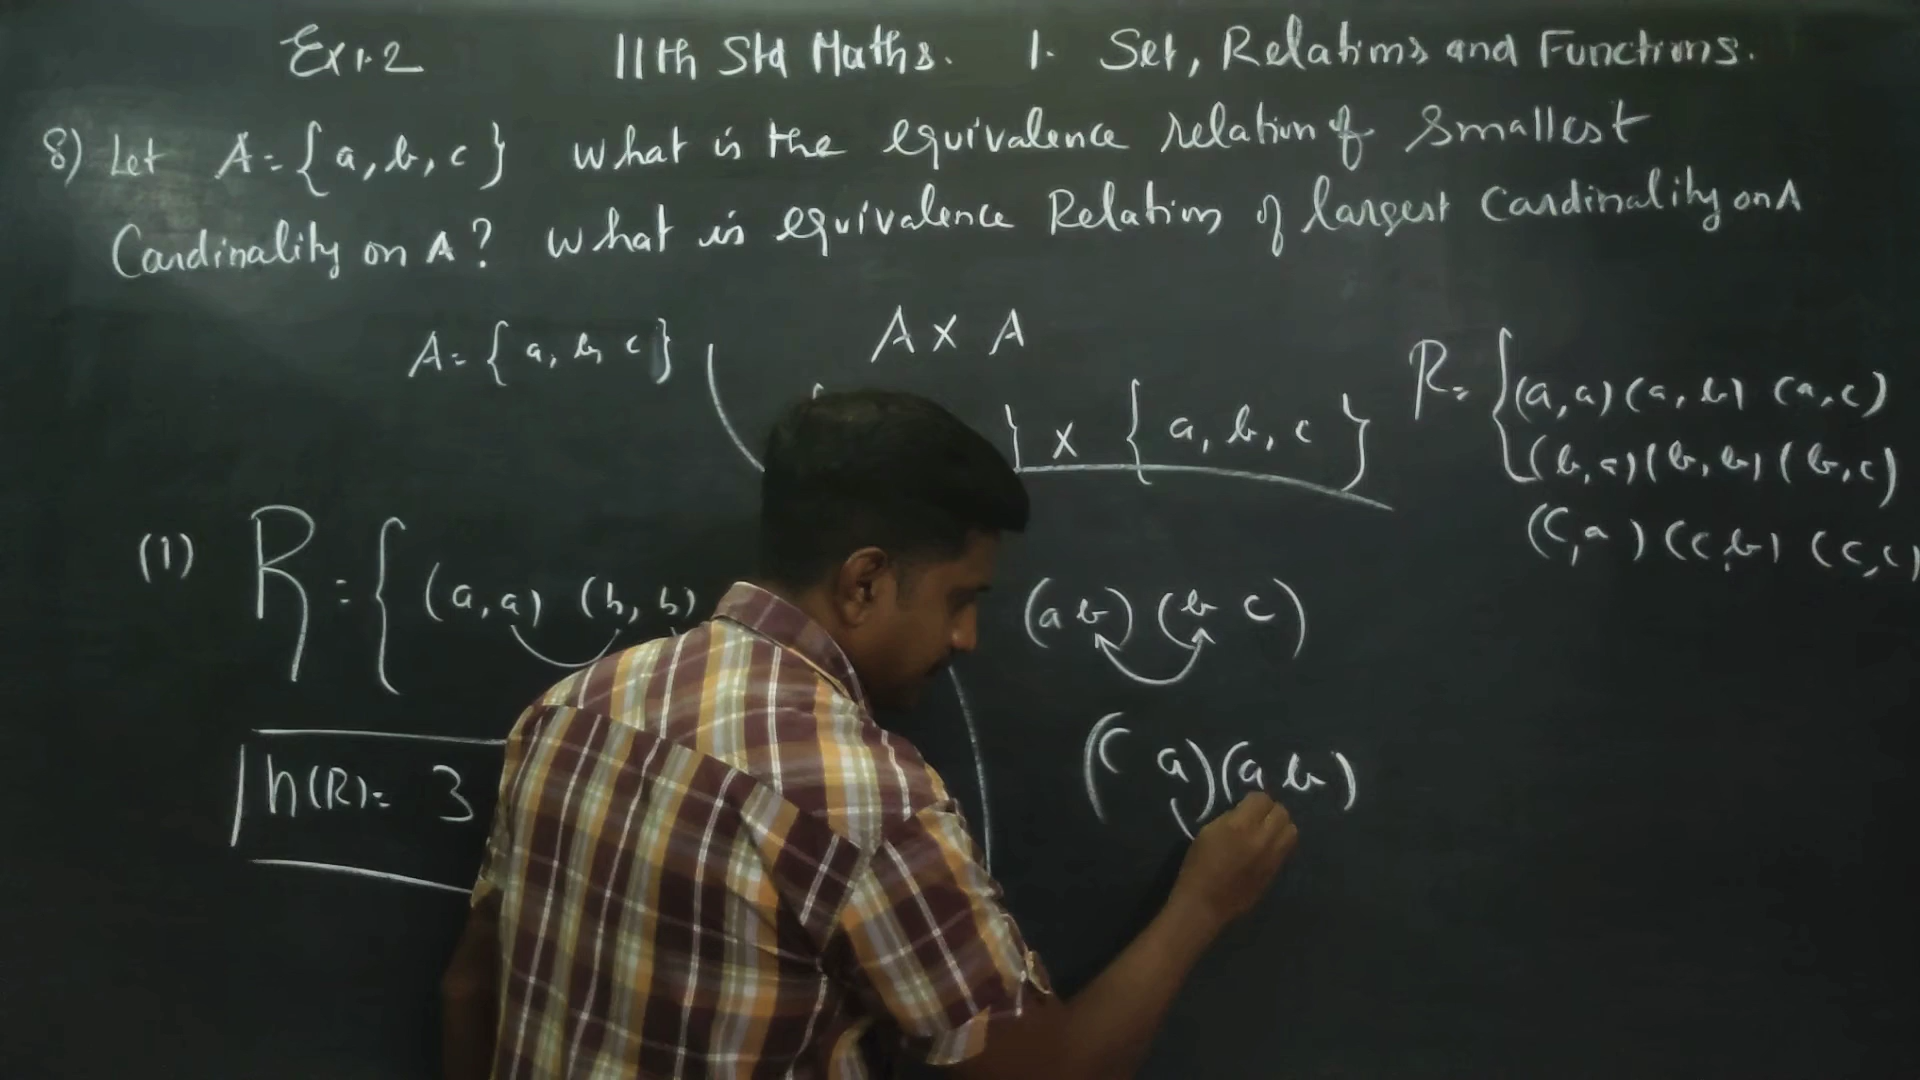 Ex 1.2 11th Std Maths. 1. Set, Relations and Functions.
8) Let A = {a, b, c} what is the equivalence relation of smallest
Cardinality on A? What is equivalence Relation of largest Cardinality on A
A = { a, b, c }
A x A
} x { a, b, c }
R = { (a, a) (a, b) (a, c)
(b, a) (b, b) (b, c)
(c, a) (c, b) (c, c)
(1) R = { (a, a) (b, b)
(a b) (b c)
(c a) (a b)
n(R) = 3